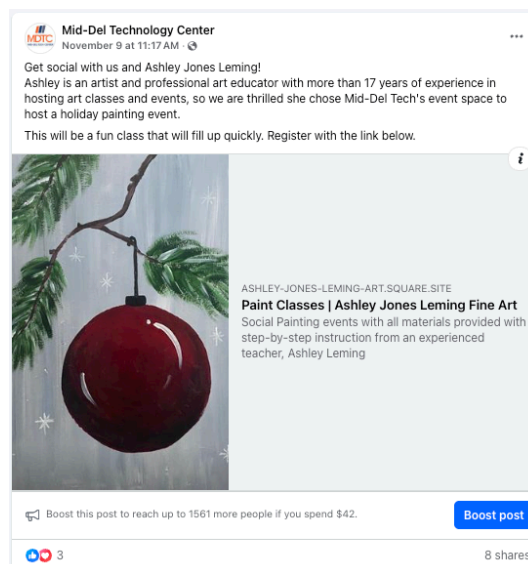 Mid-Del Technology Center
MDTC
November 9 at 11:17 AM ·
Get social with us and Ashley Jones Leming!
Ashley is an artist and professional art educator with more than 17 years of experience in
hosting art classes and events, so we are thrilled she chose Mid-Del Tech's event space to
host a holiday painting event.
This will be a fun class that will fill up quickly. Register with the link below.
i
ASHLEY-JONES-LEMING-ART.SQUARE.SITE
Paint Classes | Ashley Jones Leming Fine Art
Social Painting events with all materials provided with
step-by-step instruction from an experienced
teacher, Ashley Leming
Boost this post to reach up to 1561 more people if you spend $42.
Boost post
3
8 shares